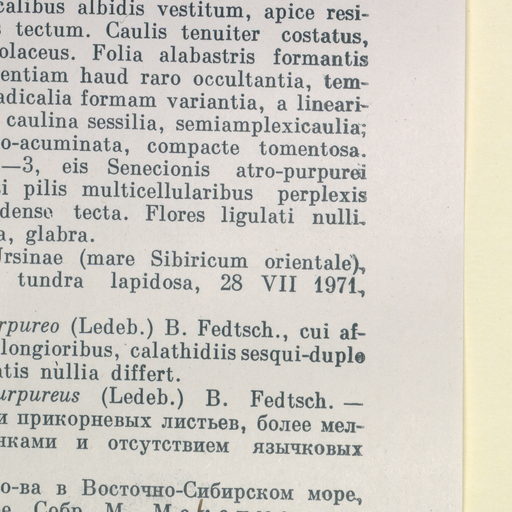 calibus albidis vestitum, apice resi-
tectum. Caulis tenuiter costatus,
olaceus. Folia alabastris formantis
entiam haud raro occultantia, tem-
adicalia formam variantia, a lineari-
caulina sessilia, semiamplexicaulia;
o-acuminata, compacte tomentosa.
—3, eis Senecionis atro-purpurei
i pilis multicellularibus perplexis
dense tecta. Flores ligulati nulli.
a, glabra.
Ursinae (mare Sibiricum orientale),
tundra lapidosa, 28 VII 1971,
rpureo (Ledeb.) B. Fedtsch., cui af-
longioribus, calathidiis sesqui-duplo
tis nullia differt.
urpureus (Ledeb.) B. Fedtsch. —
и прикорневых листьев, более мел-
нками и отсутствием язычковых
о-ва в Восточно-Сибирском море,
Собр. М.